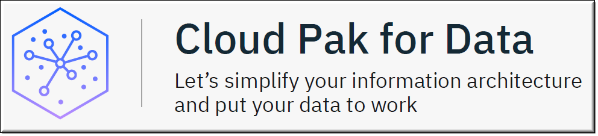 Cloud Pak for Data
Let's simplify your information architecture
and put your data to work